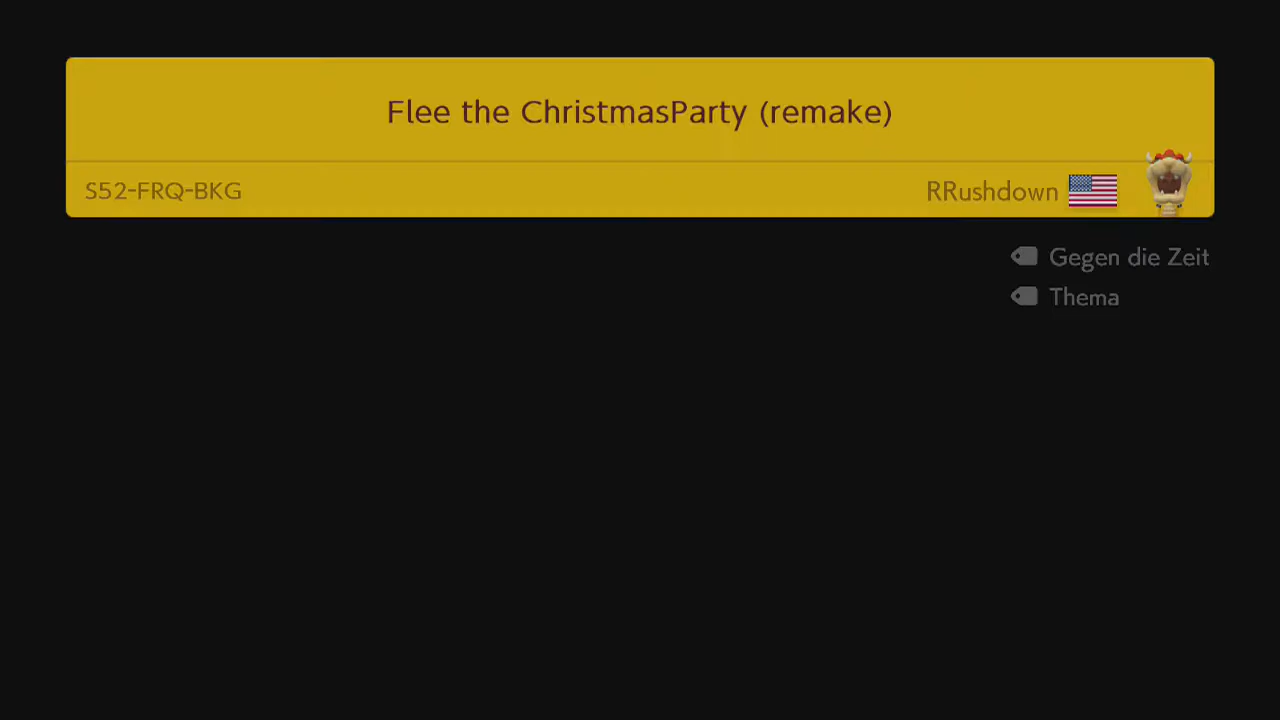 Flee the ChristmasParty (remake)
S52-FRQ-BKG
RRushdown
Gegen die Zeit
Thema